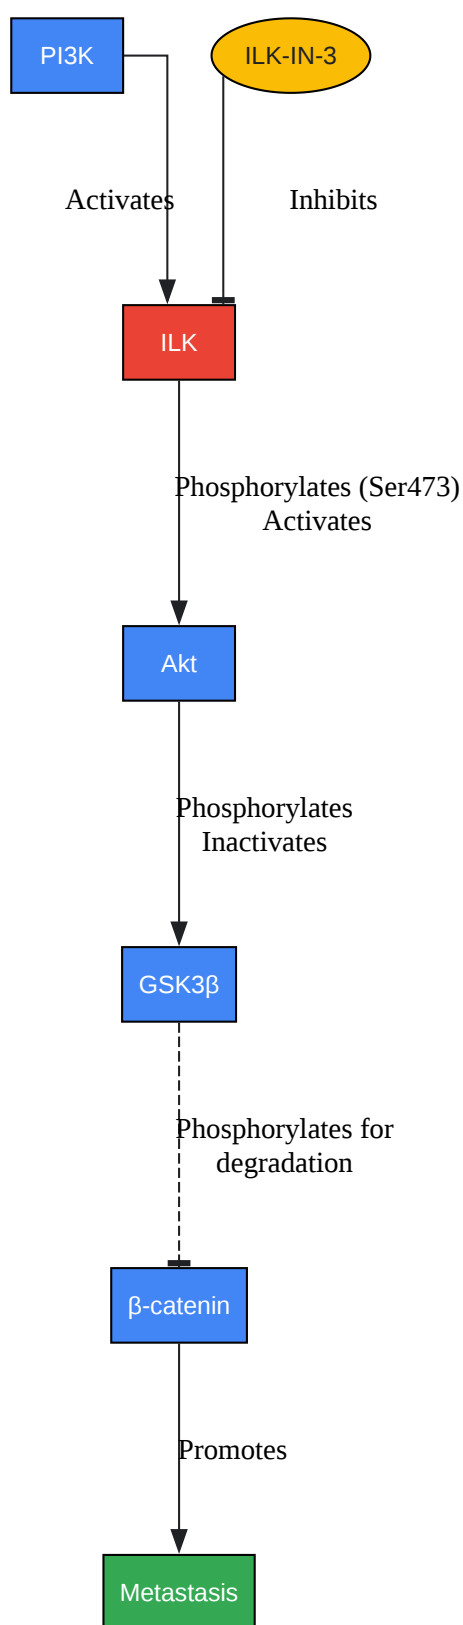 PI3K
ILK-IN-3
Activates
Inhibits
ILK
Phosphorylates (Ser473)
Activates
Akt
Phosphorylates
Inactivates
GSK3β
Phosphorylates for
degradation
β-catenin
Promotes
Metastasis